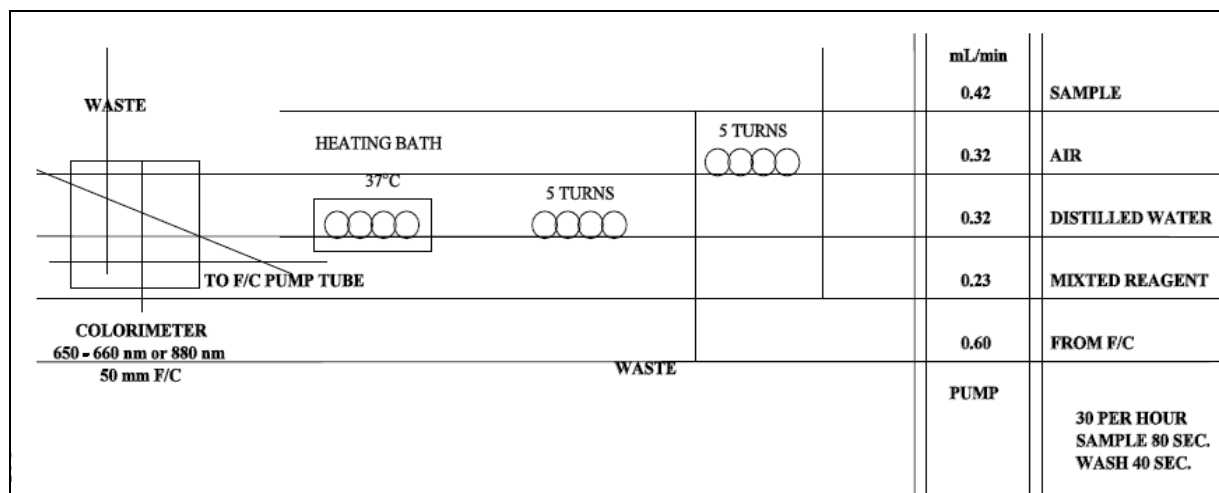 mL/min
WASTE
0.42 SAMPLE
HEATING BATH
5 TURNS
0.32 AIR
37°C
5 TURNS
0.32 DISTILLED WATER
TO F/C PUMP TUBE
0.23 MIXTED REAGENT
COLORIMETER
650 - 660 nm or 880 nm
50 mm F/C
0.60 FROM F/C
WASTE
PUMP
30 PER HOUR
SAMPLE 80 SEC.
WASH 40 SEC.